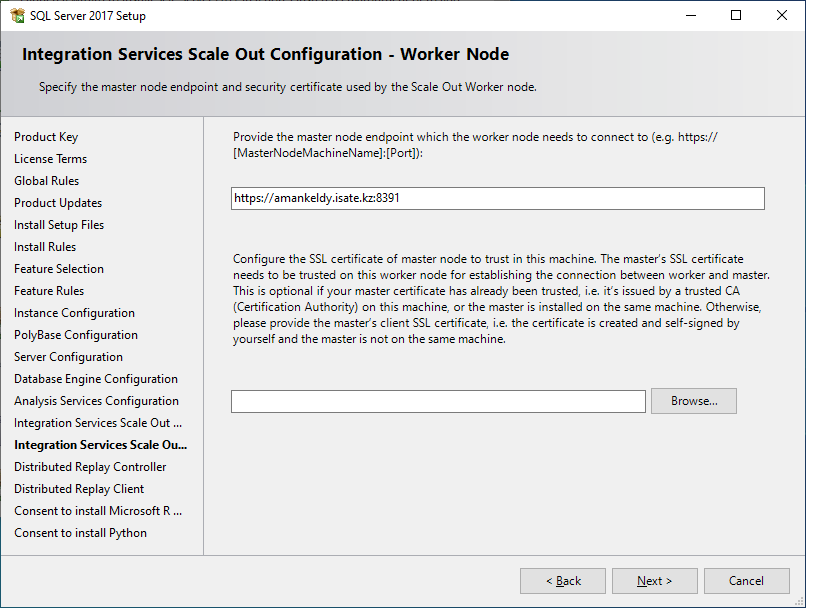 SQL Server 2017 Setup
Integration Services Scale Out Configuration - Worker Node
Specify the master node endpoint and security certificate used by the Scale Out Worker node.
Product Key
License Terms
Global Rules
Product Updates
Install Setup Files
Install Rules
Feature Selection
Feature Rules
Instance Configuration
PolyBase Configuration
Server Configuration
Database Engine Configuration
Analysis Services Configuration
Integration Services Scale Out ...
Integration Services Scale Ou...
Distributed Replay Controller
Distributed Replay Client
Consent to install Microsoft R ...
Consent to install Python
Provide the master node endpoint which the worker node needs to connect to (e.g. https://
[MasterNodeMachineName]:[Port]):
https://amankeldy.isate.kz:8391
Configure the SSL certificate of master node to trust in this machine. The master's SSL certificate
needs to be trusted on this worker node for establishing the connection between worker and master.
This is optional if your master certificate has already been trusted, i.e. it's issued by a trusted CA
(Certification Authority) on this machine, or the master is installed on the same machine. Otherwise,
please provide the master's client SSL certificate, i.e. the certificate is created and self-signed by
yourself and the master is not on the same machine.
Browse...
< Back
Next >
Cancel